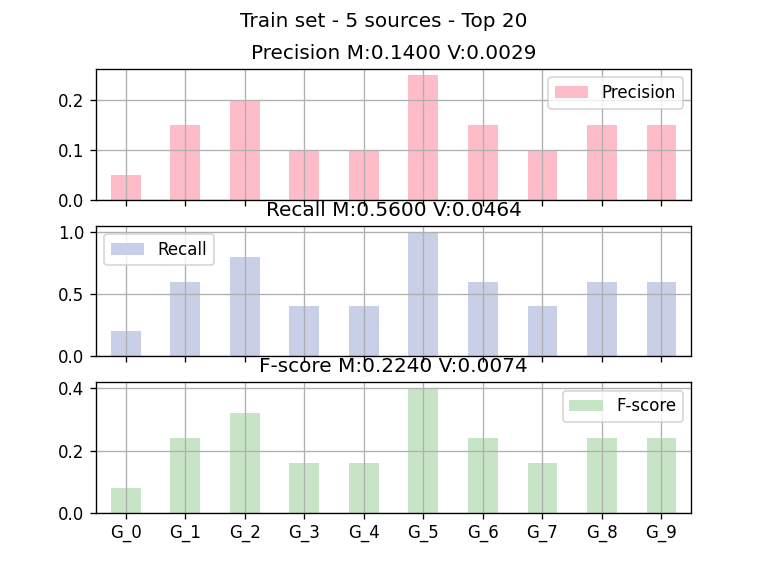 Train set - 5 sources - Top 20
Precision M:0.1400 V:0.0029
Precision
0.2
0.1
0.0
Recall M:0.5600 V:0.0464
Recall
1.0
0.5
0.0
F-score M:0.2240 V:0.0074
F-score
0.4
0.2
0.0
G_0 G_1 G_2 G_3 G_4 G_5 G_6 G_7 G_8 G_9